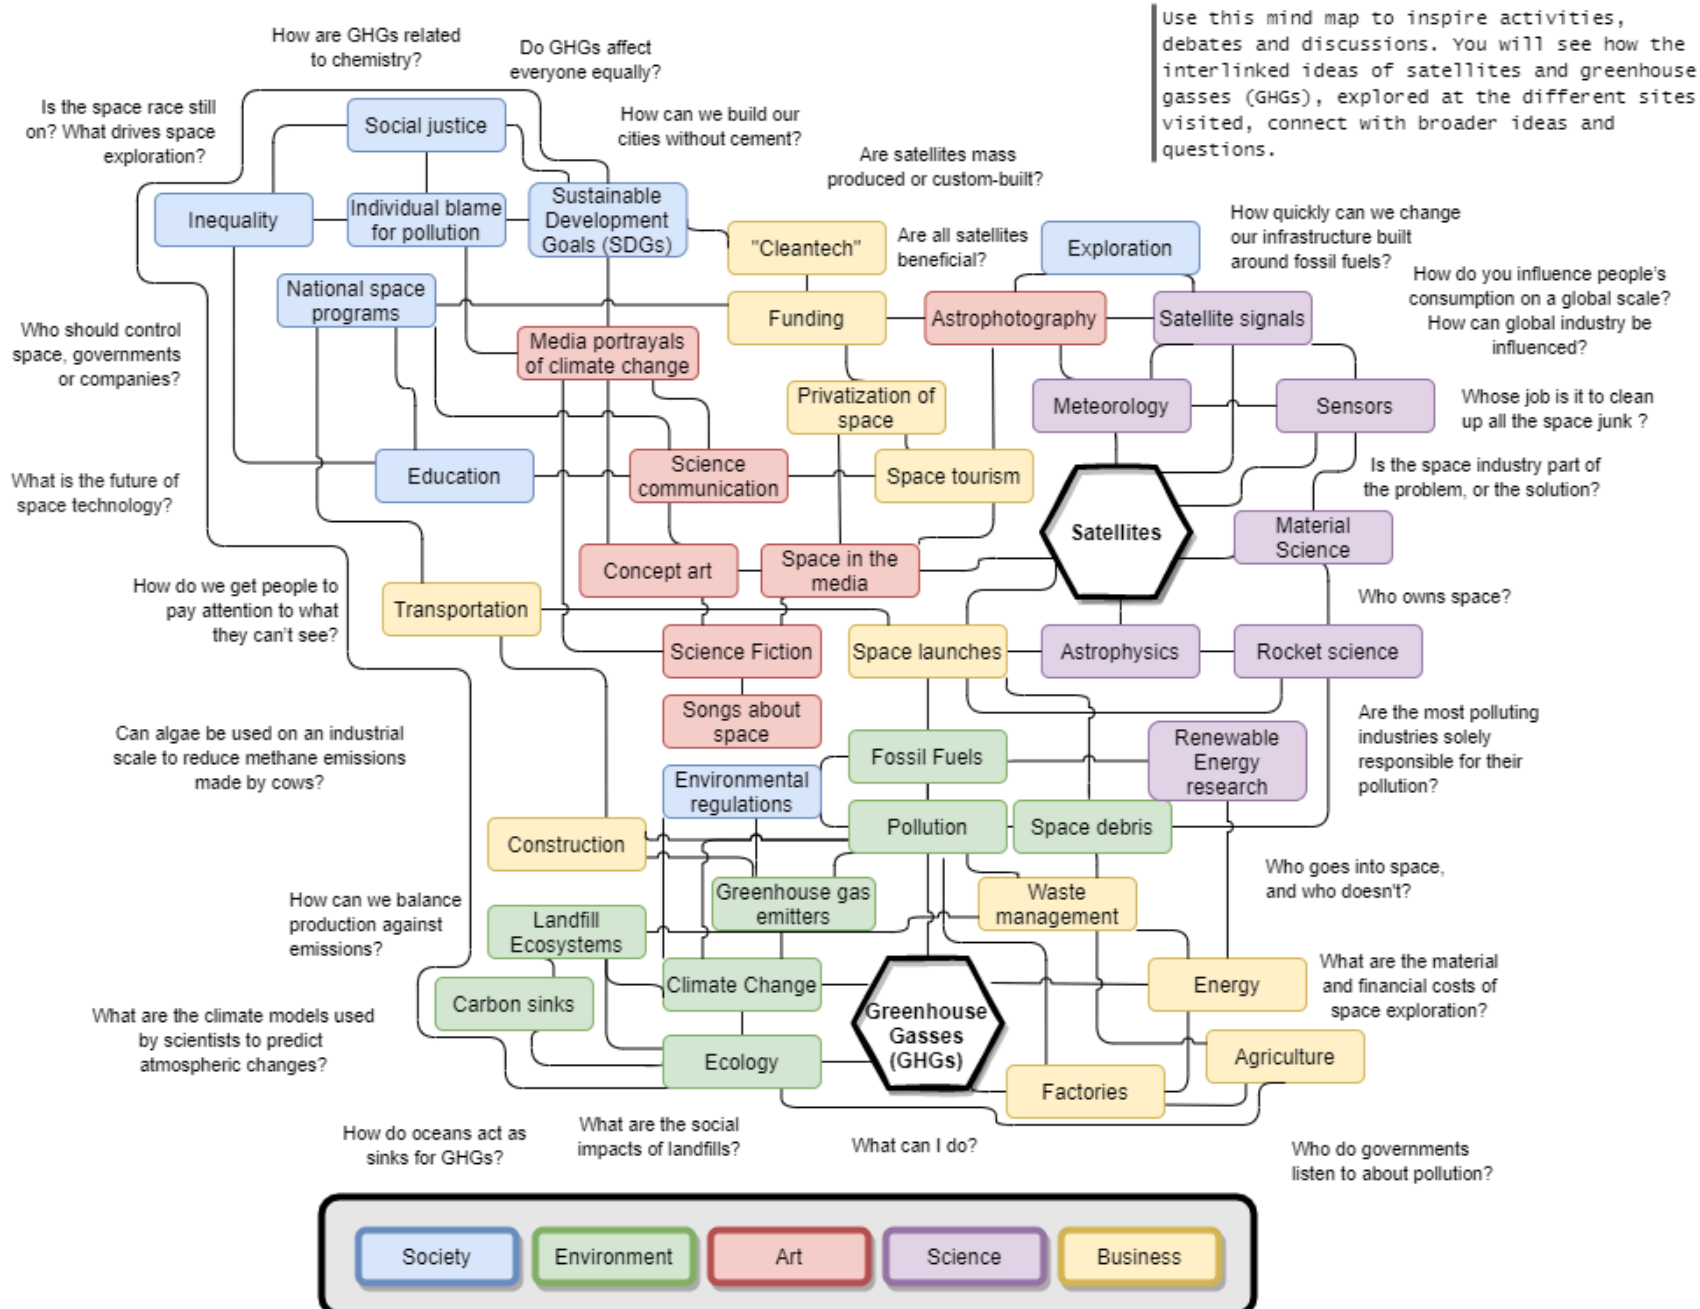 Use this mind map to inspire activities,
debates and discussions. You will see how the
interlinked ideas of satellites and greenhouse
gasses (GHGs), explored at the different sites
visited, connect with broader ideas and
questions.
How are GHGs related
to chemistry?
Do GHGs affect
everyone equally?
Is the space race still
on? What drives space
exploration?
How can we build our
cities without cement?
Are satellites mass
produced or custom-built?
Social justice
Inequality
Individual blame
for pollution
Sustainable
Development
Goals (SDGs)
"Cleantech"
Are all satellites
beneficial?
Exploration
How quickly can we change
our infrastructure built
around fossil fuels?
How do you influence people's
consumption on a global scale?
How can global industry be
influenced?
National space
programs
Funding
Astrophotography
Satellite signals
Who should control
space, governments
or companies?
Media portrayals
of climate change
Privatization of
space
Meteorology
Sensors
Whose job is it to clean
up all the space junk ?
What is the future of
space technology?
Education
Science
communication
Space tourism
Is the space industry part of
the problem, or the solution?
Satellites
Material
Science
Concept art
Space in the
media
How do we get people to
pay attention to what
they can't see?
Transportation
Who owns space?
Science Fiction
Space launches
Astrophysics
Rocket science
Songs about
space
Can algae be used on an industrial
scale to reduce methane emissions
made by cows?
Fossil Fuels
Renewable
Energy
research
Are the most polluting
industries solely
responsible for their
pollution?
Environmental
regulations
Construction
Pollution
Space debris
Who goes into space,
and who doesn't?
How can we balance
production against
emissions?
Landfill
Ecosystems
Greenhouse gas
emitters
Waste
management
Carbon sinks
Climate Change
Greenhouse
Gasses
(GHGs)
Energy
What are the material
and financial costs of
space exploration?
What are the climate models used
by scientists to predict
atmospheric changes?
Ecology
Factories
Agriculture
How do oceans act as
sinks for GHGs?
What are the social
impacts of landfills?
What can I do?
Who do governments
listen to about pollution?
Society
Environment
Art
Science
Business